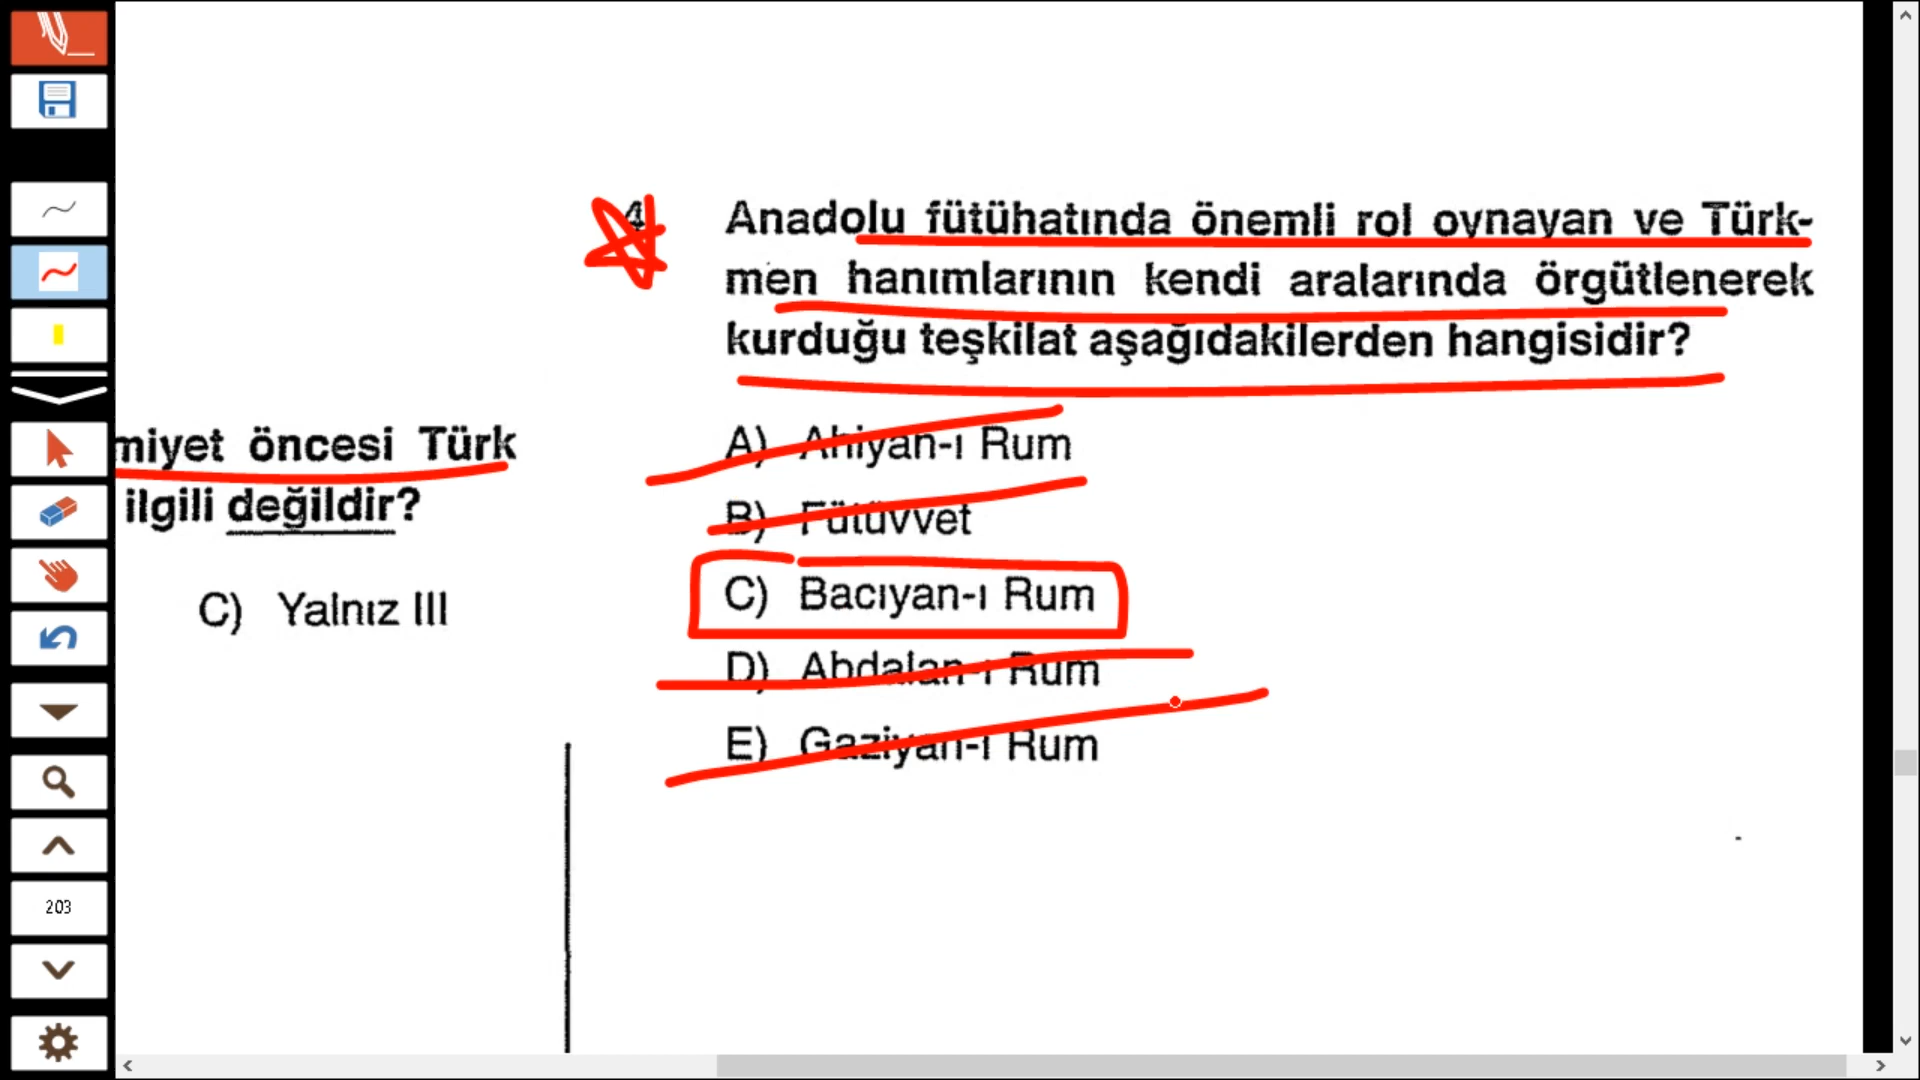 miyet öncesi Türk
ilgili değildir?
C) Yalnız III
4
Anadolu fütühatında önemli rol oynayan ve Türk-
men hanımlarının kendi aralarında örgütlenerek
kurduğu teşkilat aşağıdakilerden hangisidir?
A) Ahiyan-ı Rum
B) Fütüvvet
C) Bacıyan-ı Rum
D) Abdalan-ı Rum
E) Gaziyan-ı Rum
203